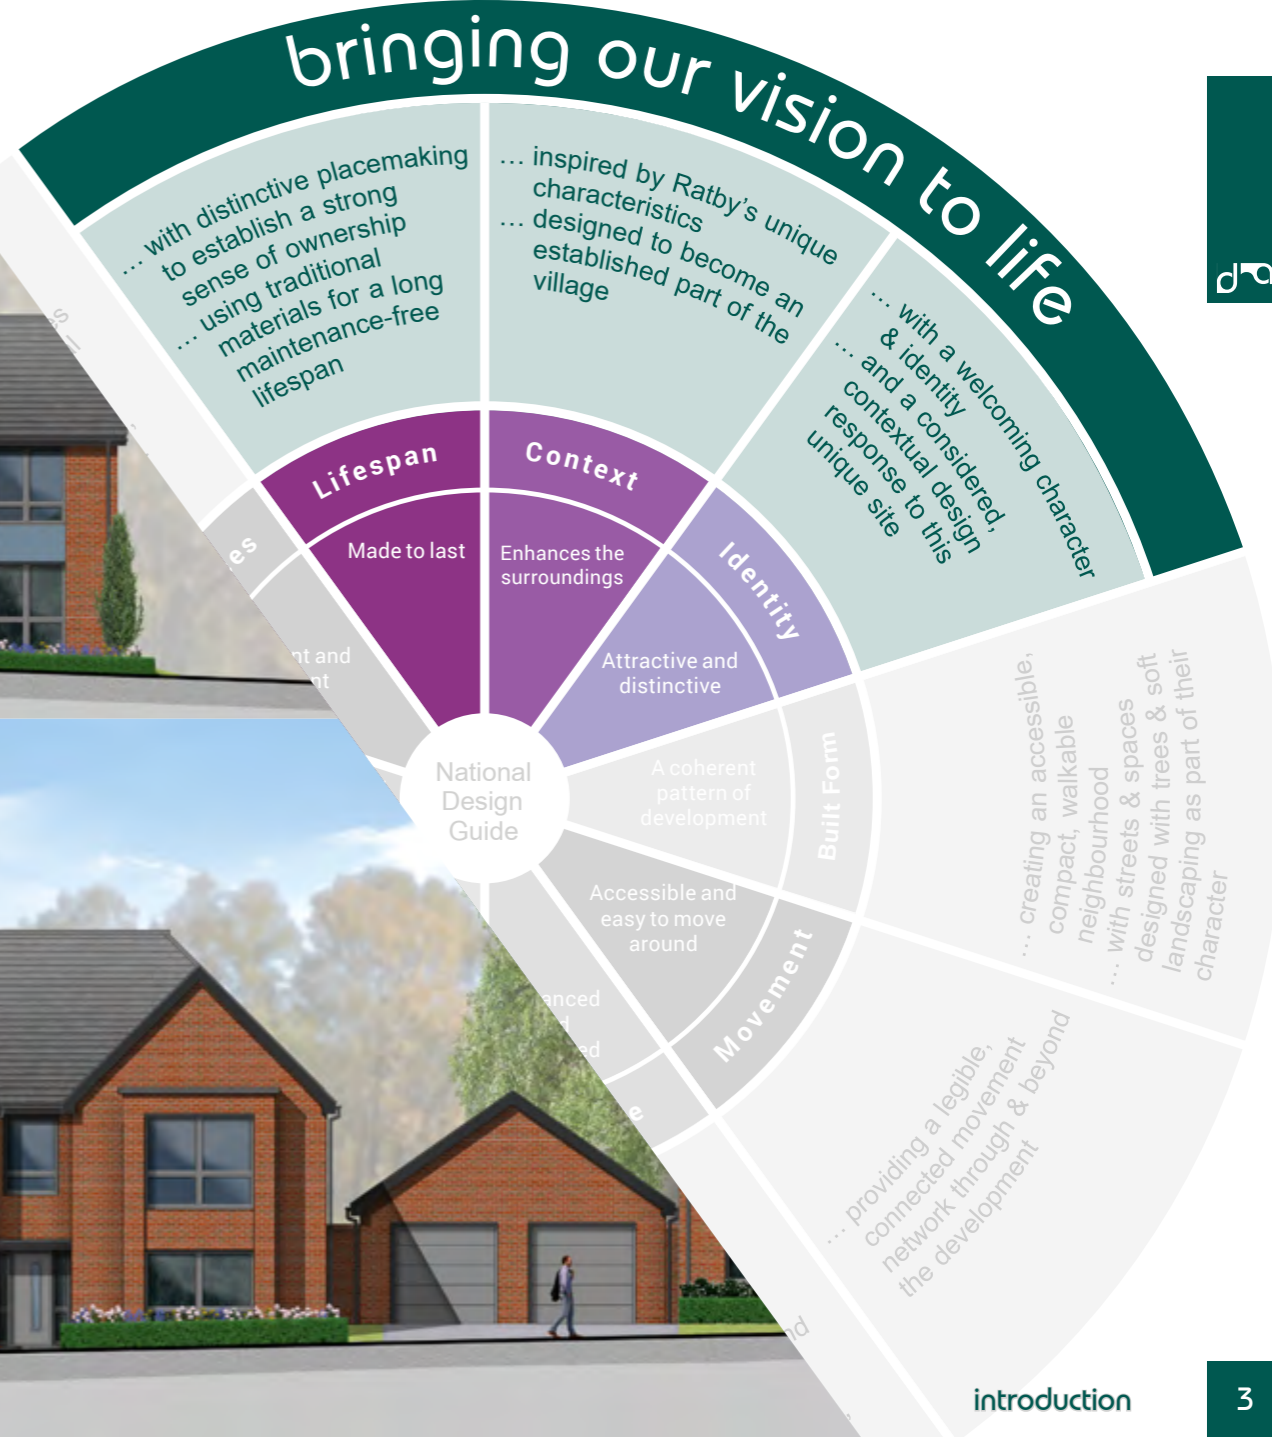 bringing our vision to life
… with distinctive placemaking
to establish a strong
sense of ownership
… using traditional
materials for a long
maintenance-free
lifespan
… inspired by Ratby's unique
characteristics
… designed to become an
established part of the
village
… with a welcoming character
& identity
… and a considered,
contextual design
response to this
unique site
Lifespan
Made to last
Context
Enhances the
surroundings
Identity
Attractive and
distinctive
Built Form
A coherent
pattern of
development
… creating an accessible,
compact, walkable
neighbourhood
… with streets & spaces
designed with trees & soft
landscaping as part of their
character
Movement
Accessible and
easy to move
around
… providing a legible,
connected movement
network through & beyond
the development
National
Design
Guide
nt and
nt
anced
ed
introduction
3